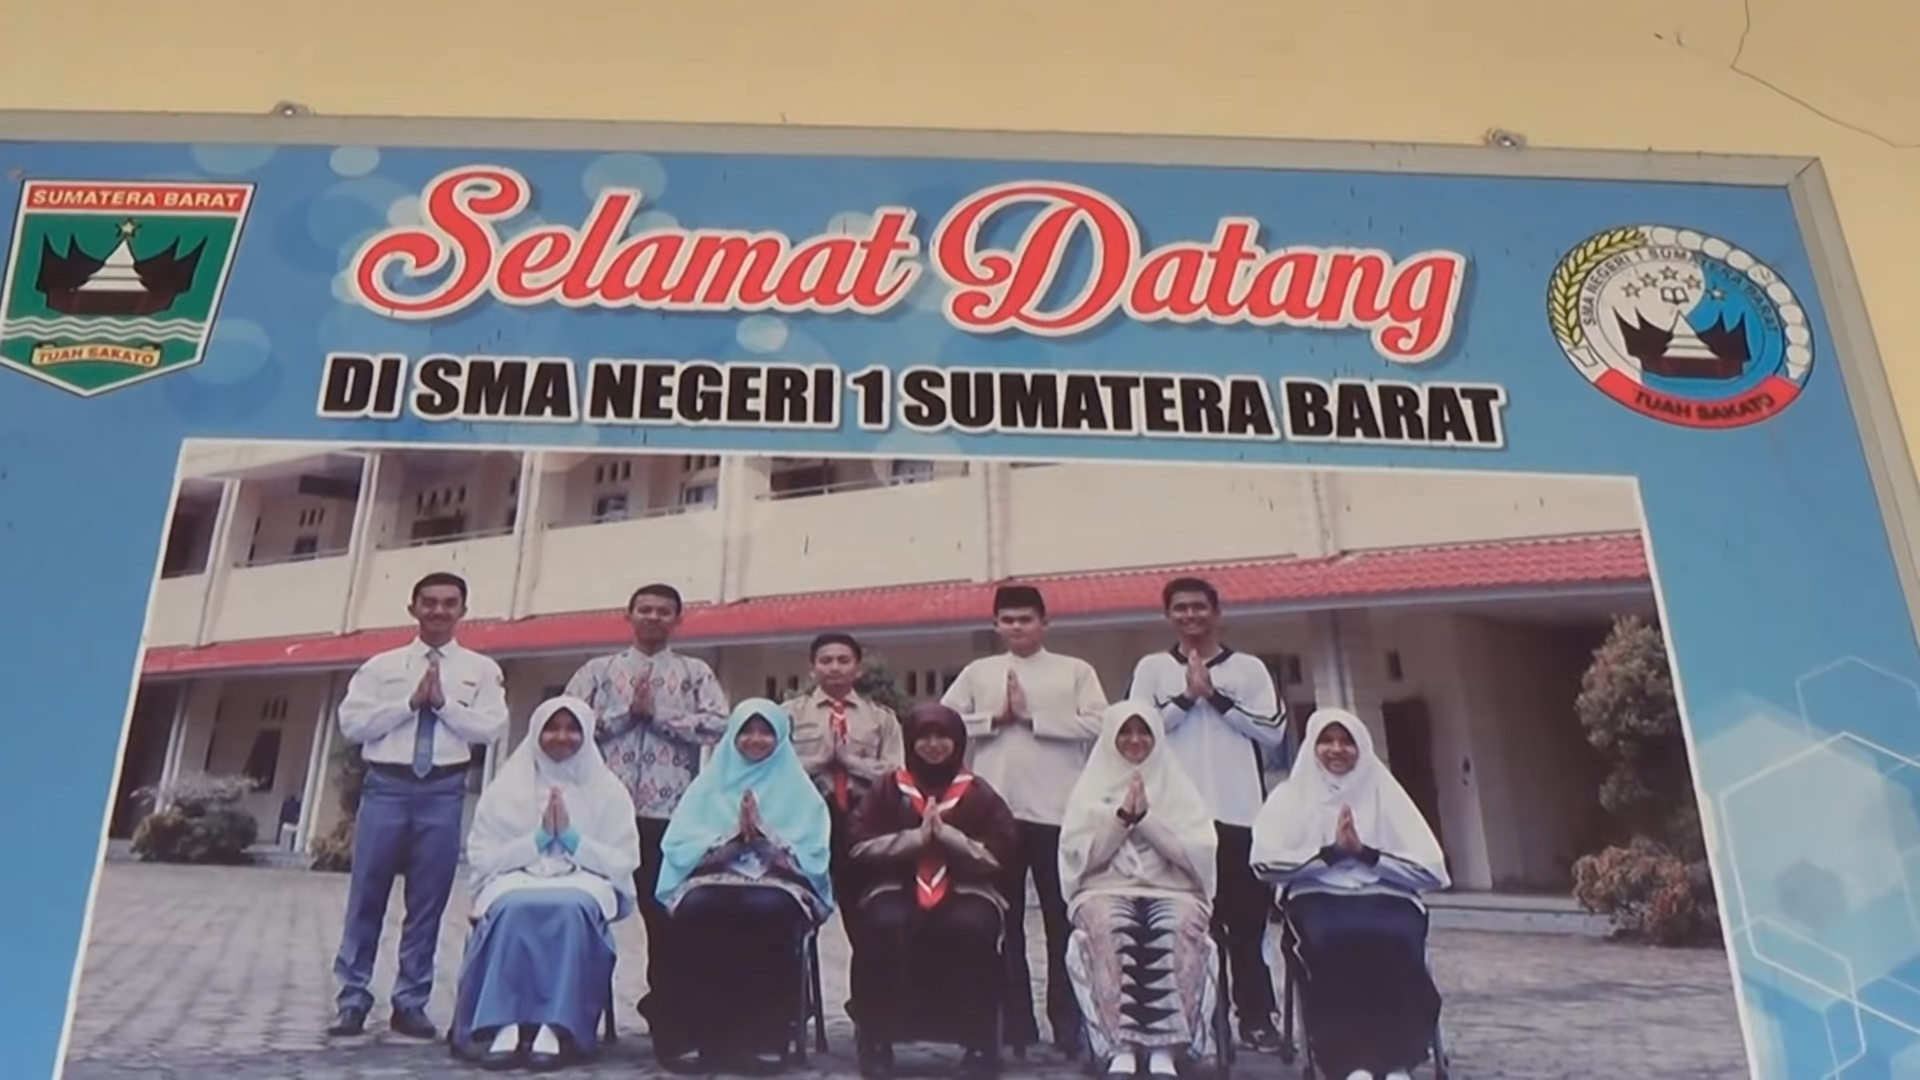 SUMATERA BARAT
TUAH SAKATO
Selamat Datang
DI SMA NEGERI 1 SUMATERA BARAT
SMA NEGERI 1 SUMATERA BARAT
TUAH SAKATO